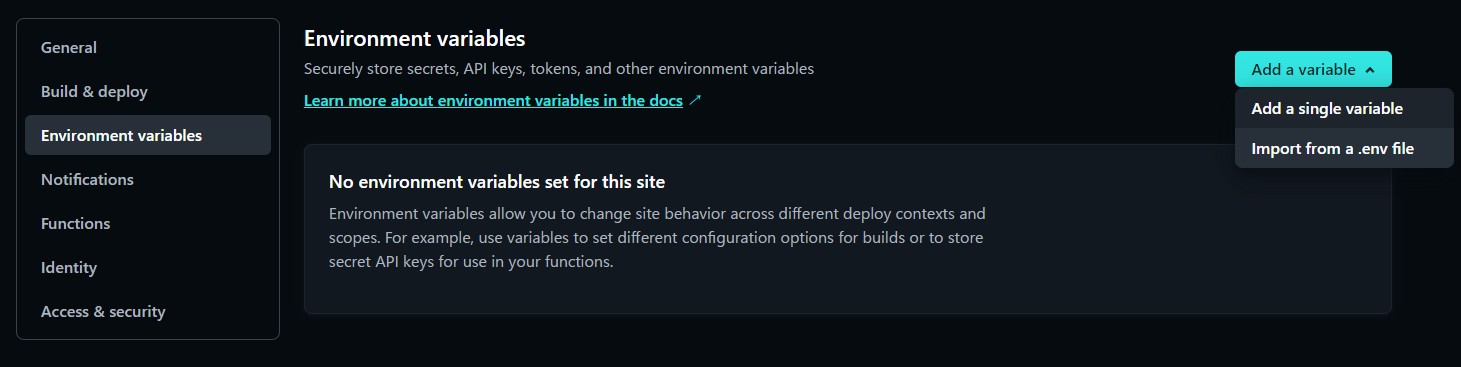 General
Build & deploy
Environment variables
Notifications
Functions
Identity
Access & security
Environment variables
Securely store secrets, API keys, tokens, and other environment variables
Learn more about environment variables in the docs ↗
Add a variable
Add a single variable
Import from a .env file
No environment variables set for this site
Environment variables allow you to change site behavior across different deploy contexts and
scopes. For example, use variables to set different configuration options for builds or to store
secret API keys for use in your functions.